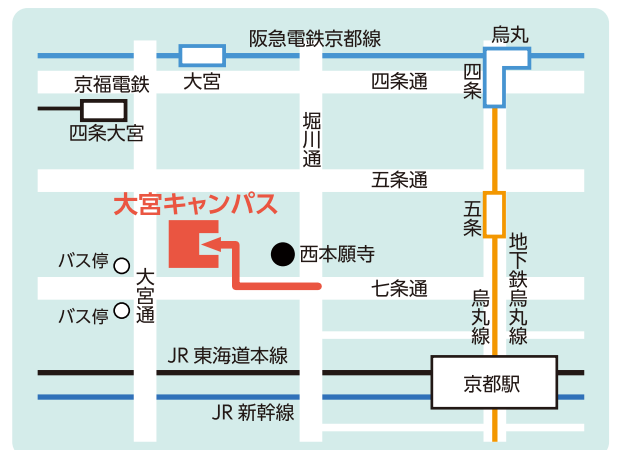 阪急電鉄京都線
烏丸
京福電鉄
大宮
四条通
四条
四条大宮
堀川通
五条通
大宮キャンパス
五条
バス停
大宮通
西本願寺
地下鉄烏丸線
七条通
烏丸線
バス停
JR 東海道本線
京都駅
JR 新幹線